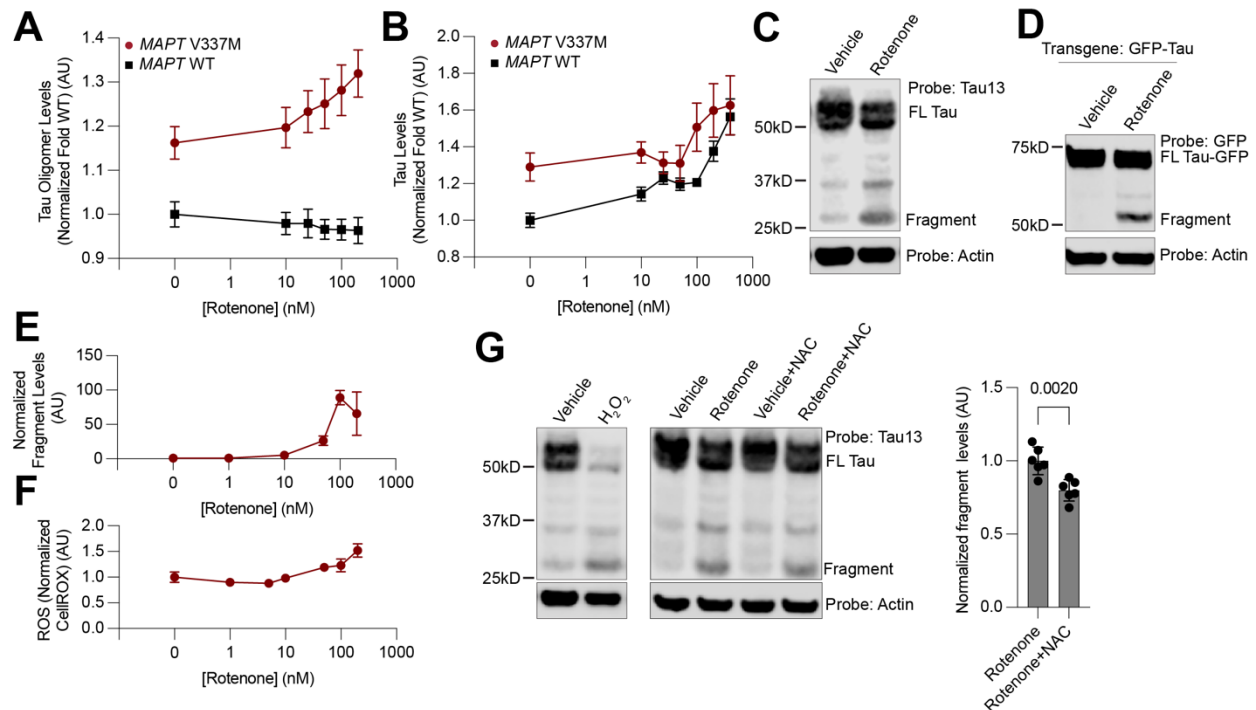 A
Tau Oligomer Levels
(Normalized Fold WT) (AU)
1.4
1.3
1.2
1.1
1.0
0.9
MAPT V337M
MAPT WT
0
1
10
100
1000
[Rotenone] (nM)
B
Tau Levels
(Normalized Fold WT) (AU)
2.0
1.8
1.6
1.4
1.2
1.0
0.8
MAPT V337M
MAPT WT
0
1
10
100
1000
[Rotenone] (nM)
C
Vehicle
Rotenone
Probe: Tau13
FL Tau
50kD
37kD
25kD
Fragment
Probe: Actin
D
Transgene: GFP-Tau
Vehicle
Rotenone
75kD
Probe: GFP
FL Tau-GFP
50kD
Fragment
Probe: Actin
E
Normalized
Fragment Levels
(AU)
150
100
50
0
0
1
10
100
1000
[Rotenone] (nM)
F
ROS (Normalized
CellROX) (AU)
2.0
1.5
1.0
0.5
0.0
0
1
10
100
1000
[Rotenone] (nM)
G
Vehicle
H₂O₂
Vehicle
Rotenone
Vehicle+NAC
Rotenone+NAC
Probe: Tau13
FL Tau
50kD
37kD
25kD
Fragment
Probe: Actin
Normalized fragment levels (AU)
1.5
1.0
0.5
0.0
0.0020
Rotenone
Rotenone+NAC